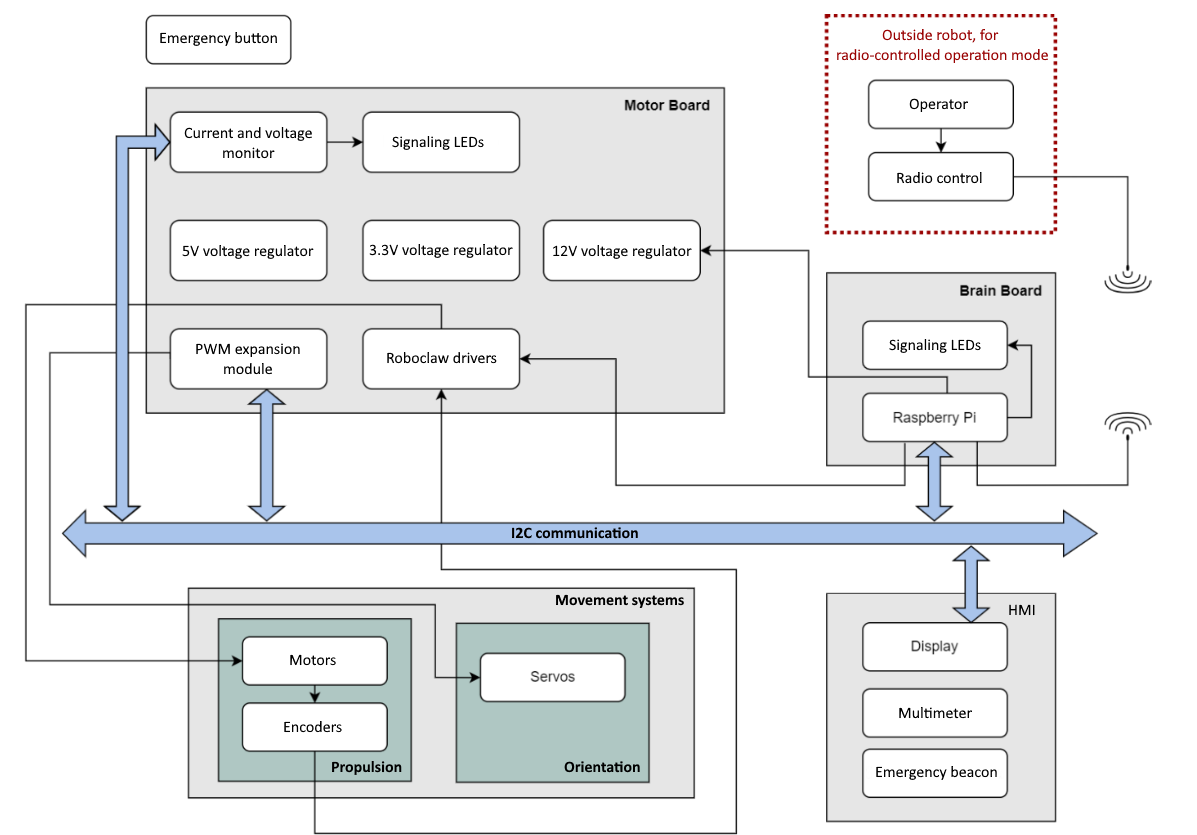 Emergency button
Outside robot, for
radio-controlled operation mode
Operator
Radio control
Motor Board
Current and voltage
monitor
Signaling LEDs
5V voltage regulator
3.3V voltage regulator
12V voltage regulator
PWM expansion
module
Roboclaw drivers
Brain Board
Signaling LEDs
Raspberry Pi
I2C communication
Movement systems
Motors
Encoders
Propulsion
Servos
Orientation
HMI
Display
Multimeter
Emergency beacon